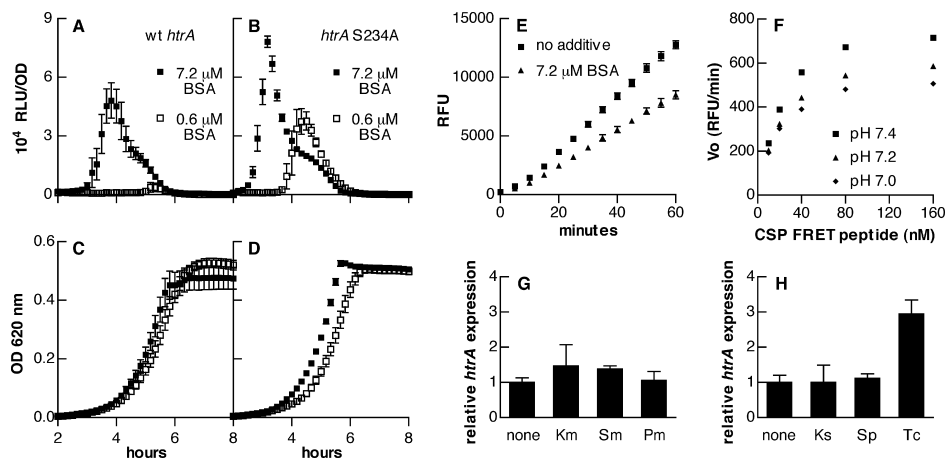 A
wt htrA
7.2 µM
BSA
0.6 µM
BSA
10⁴ RLU/OD
9
6
3
0
B
htrA S234A
7.2 µM
BSA
0.6 µM
BSA
C
OD 620 nm
0.6
0.4
0.2
0.0
2
4
6
8
hours
D
2
4
6
8
hours
E
no additive
7.2 µM BSA
RFU
15000
10000
5000
0
0
20
40
60
minutes
F
Vo (RFU/min)
800
600
400
200
0
pH 7.4
pH 7.2
pH 7.0
0
40
80
120
160
CSP FRET peptide (nM)
G
relative htrA expression
4
3
2
1
0
none
Km
Sm
Pm
H
relative htrA expression
4
3
2
1
0
none
Ks
Sp
Tc